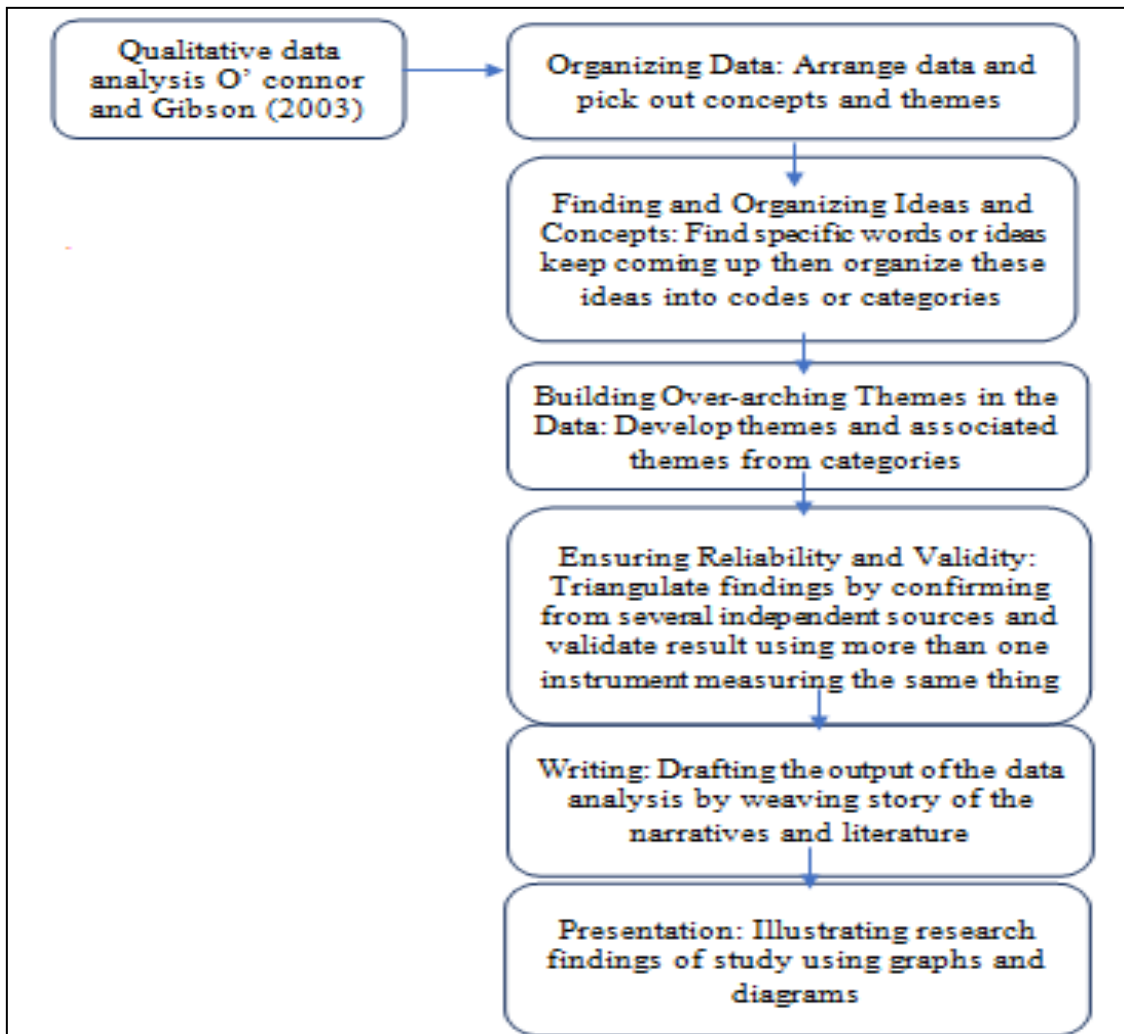 Qualitative data
analysis O' connor
and Gibson (2003)
Organizing Data: Arrange data and
pick out concepts and themes
Finding and Organizing Ideas and
Concepts: Find specific words or ideas
keep coming up then organize these
ideas into codes or categories
Building Over-arching Themes in the
Data: Develop themes and associated
themes from categories
Ensuring Reliability and Validity:
Triangulate findings by confirming
from several independent sources and
validate result using more than one
instrument measuring the same thing
Writing: Drafting the output of the data
analysis by weaving story of the
narratives and literature
Presentation: Illustrating research
findings of study using graphs and
diagrams